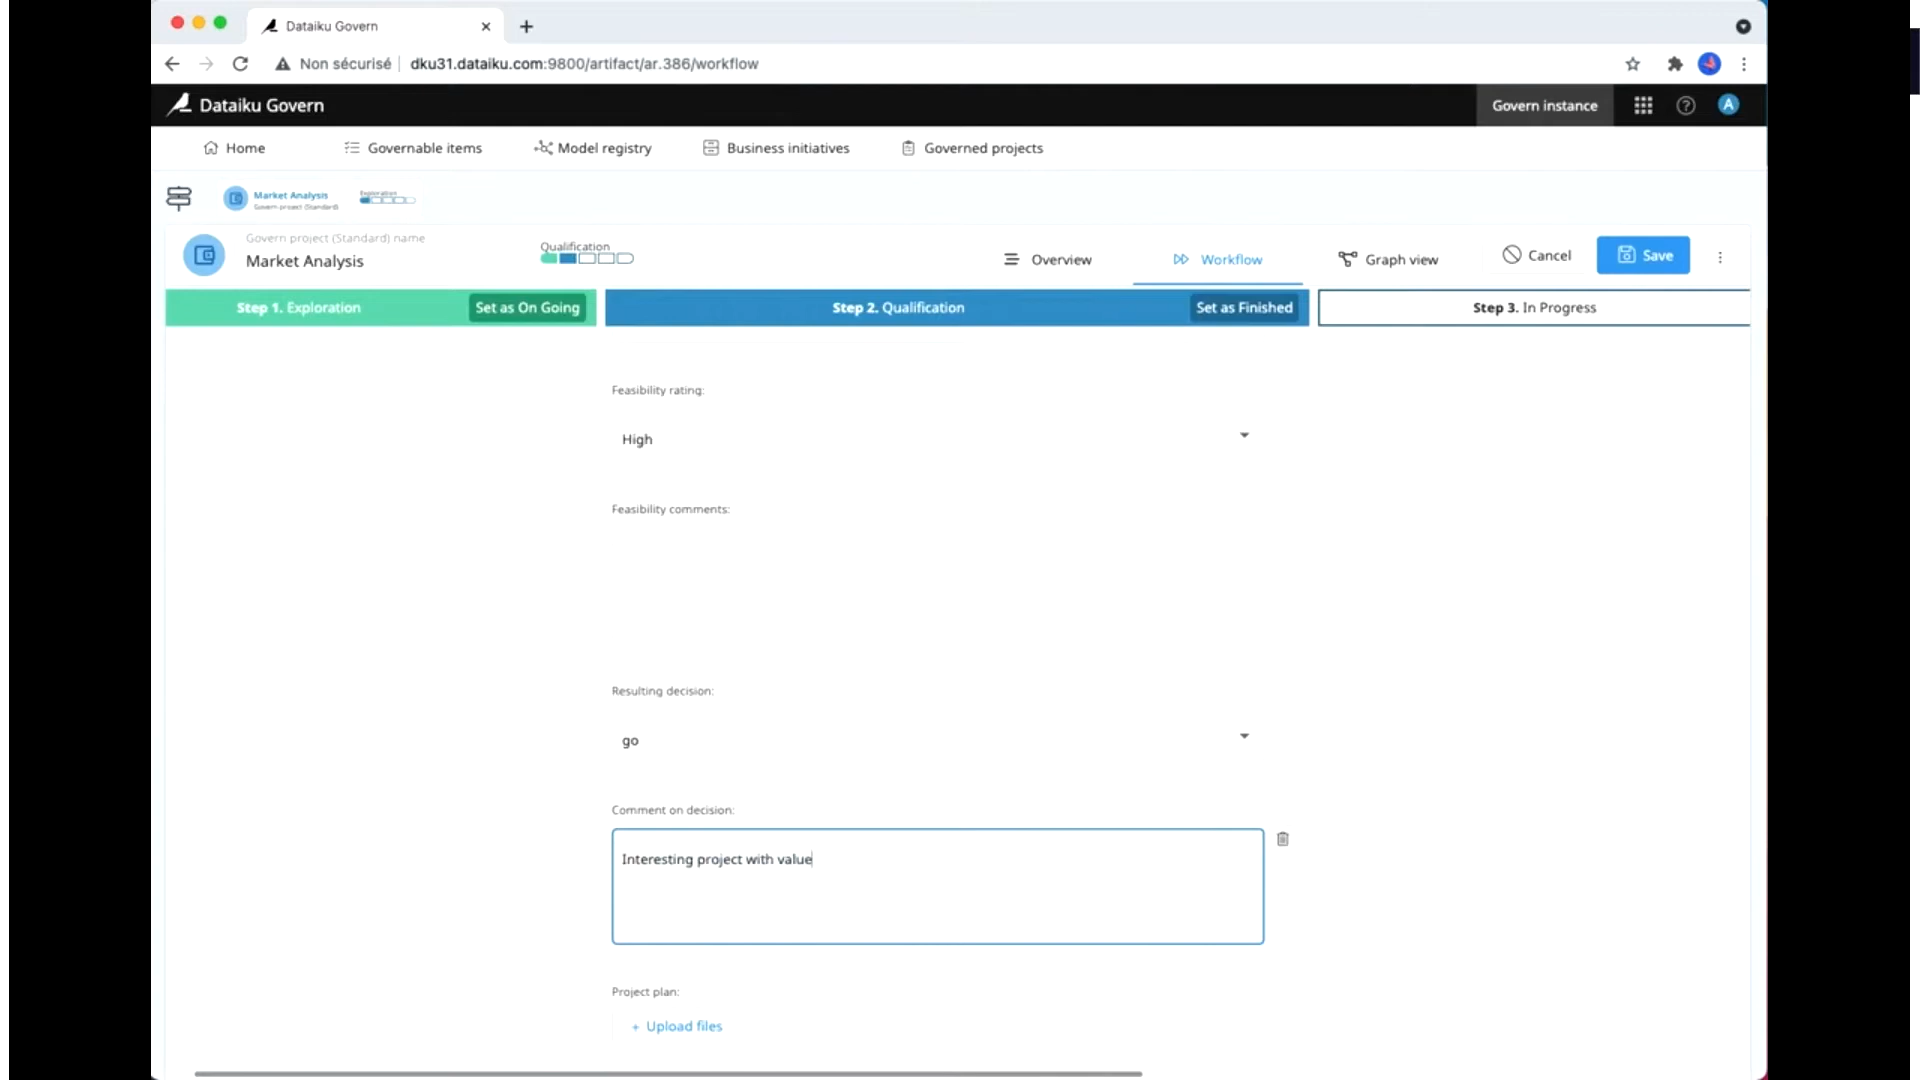 Dataiku Govern
Non sécurisé dku31.dataiku.com:9800/artifact/ar.386/workflow
Dataiku Govern
Govern instance
A
Home
Governable items
Model registry
Business initiatives
Governed projects
Market Analysis
Govern project (Standard)
Exploration
Govern project (Standard) name
Market Analysis
Qualification
Overview
Workflow
Graph view
Cancel
Save
Step 1. Exploration
Set as On Going
Step 2. Qualification
Set as Finished
Step 3. In Progress
Feasibility rating:
High
Feasibility comments:
Resulting decision:
go
Comment on decision:
Interesting project with value
Project plan:
+ Upload files